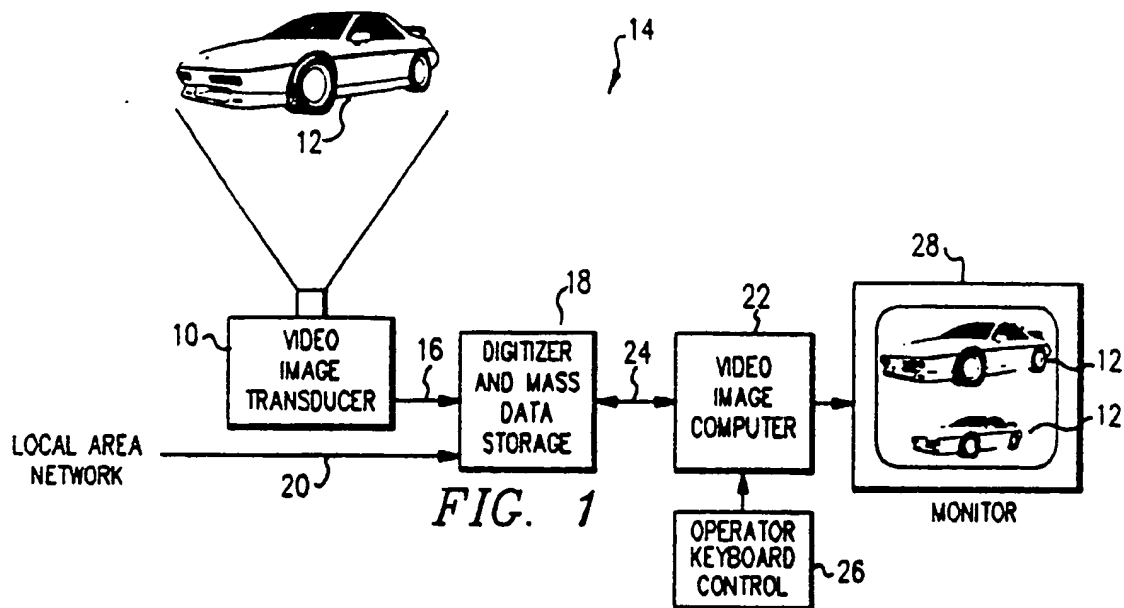 14
12
28
18
22
10
VIDEO
IMAGE
TRANSDUCER
16
DIGITIZER
AND MASS
DATA
STORAGE
24
VIDEO
IMAGE
COMPUTER
12
12
LOCAL AREA
NETWORK
20
FIG. 1
MONITOR
OPERATOR
KEYBOARD
CONTROL
26